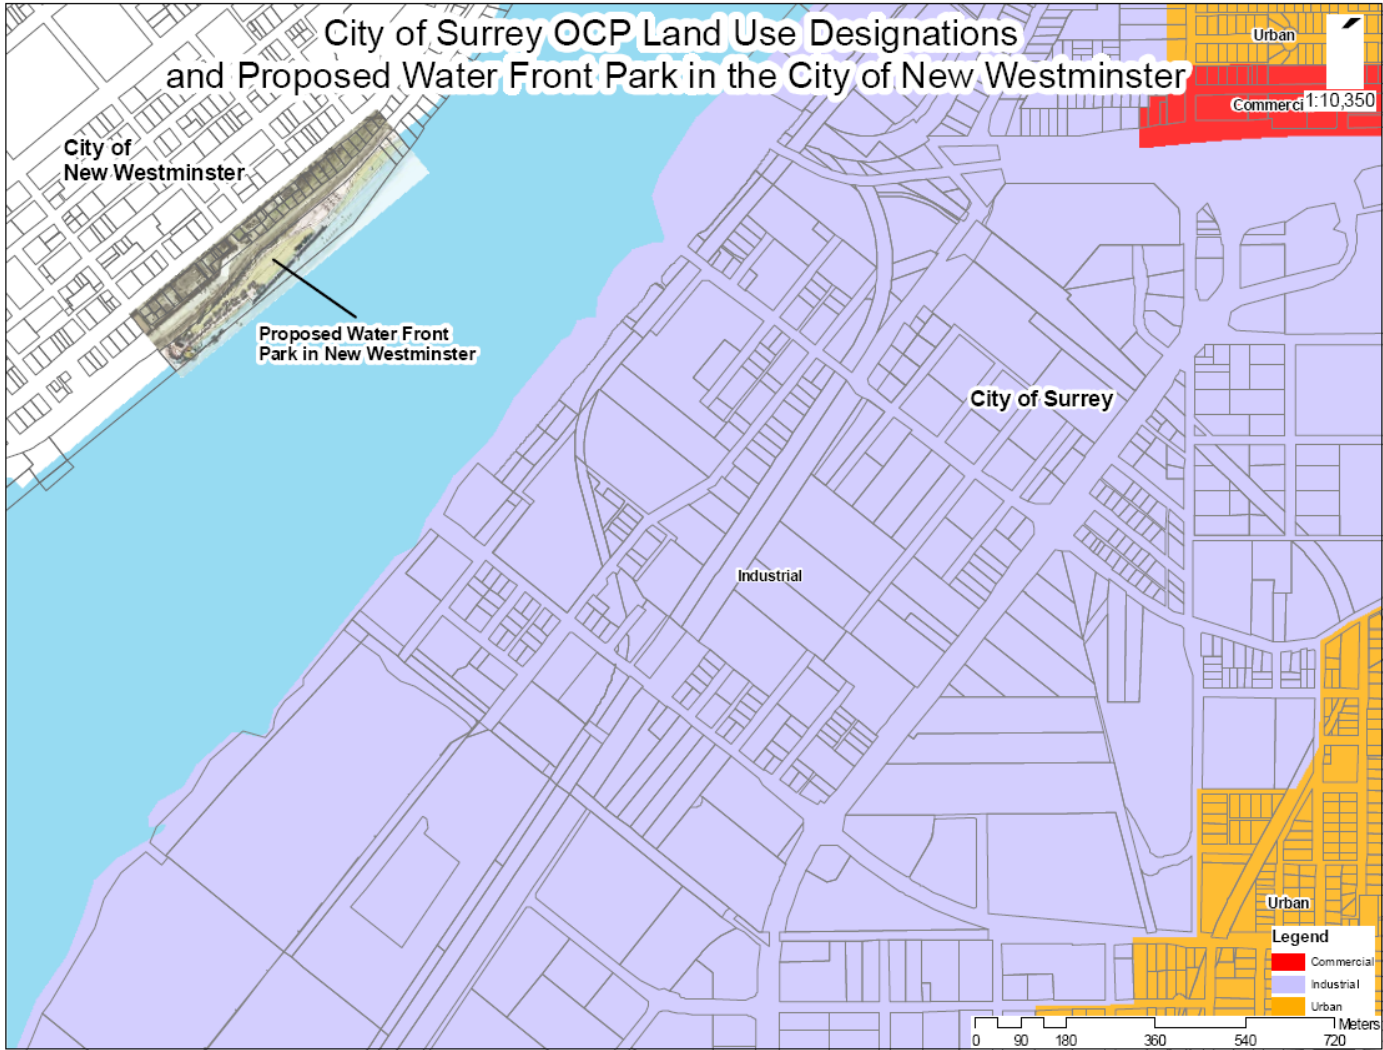 City of Surrey OCP Land Use Designations
and Proposed Water Front Park in the City of New Westminster
Urban
Commerci
1:10,350
City of
New Westminster
Proposed Water Front
Park in New Westminster
City of Surrey
Industrial
Urban
Legend
Commercial
Industrial
Urban
Meters
0 90 180 360 540 720